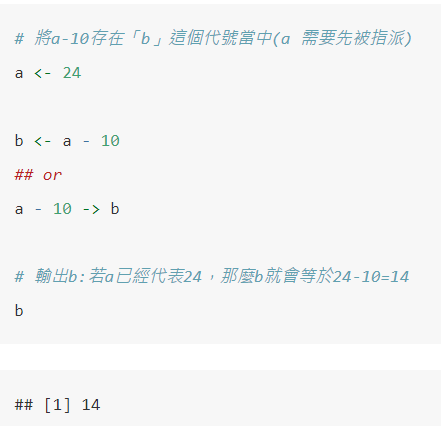 # 將a-10存在「b」這個代號當中(a 需要先被指派)
a <- 24
b <- a - 10
## or
a - 10 -> b
# 輸出b:若a已經代表24，那麼b就會等於24-10=14
b
## [1] 14